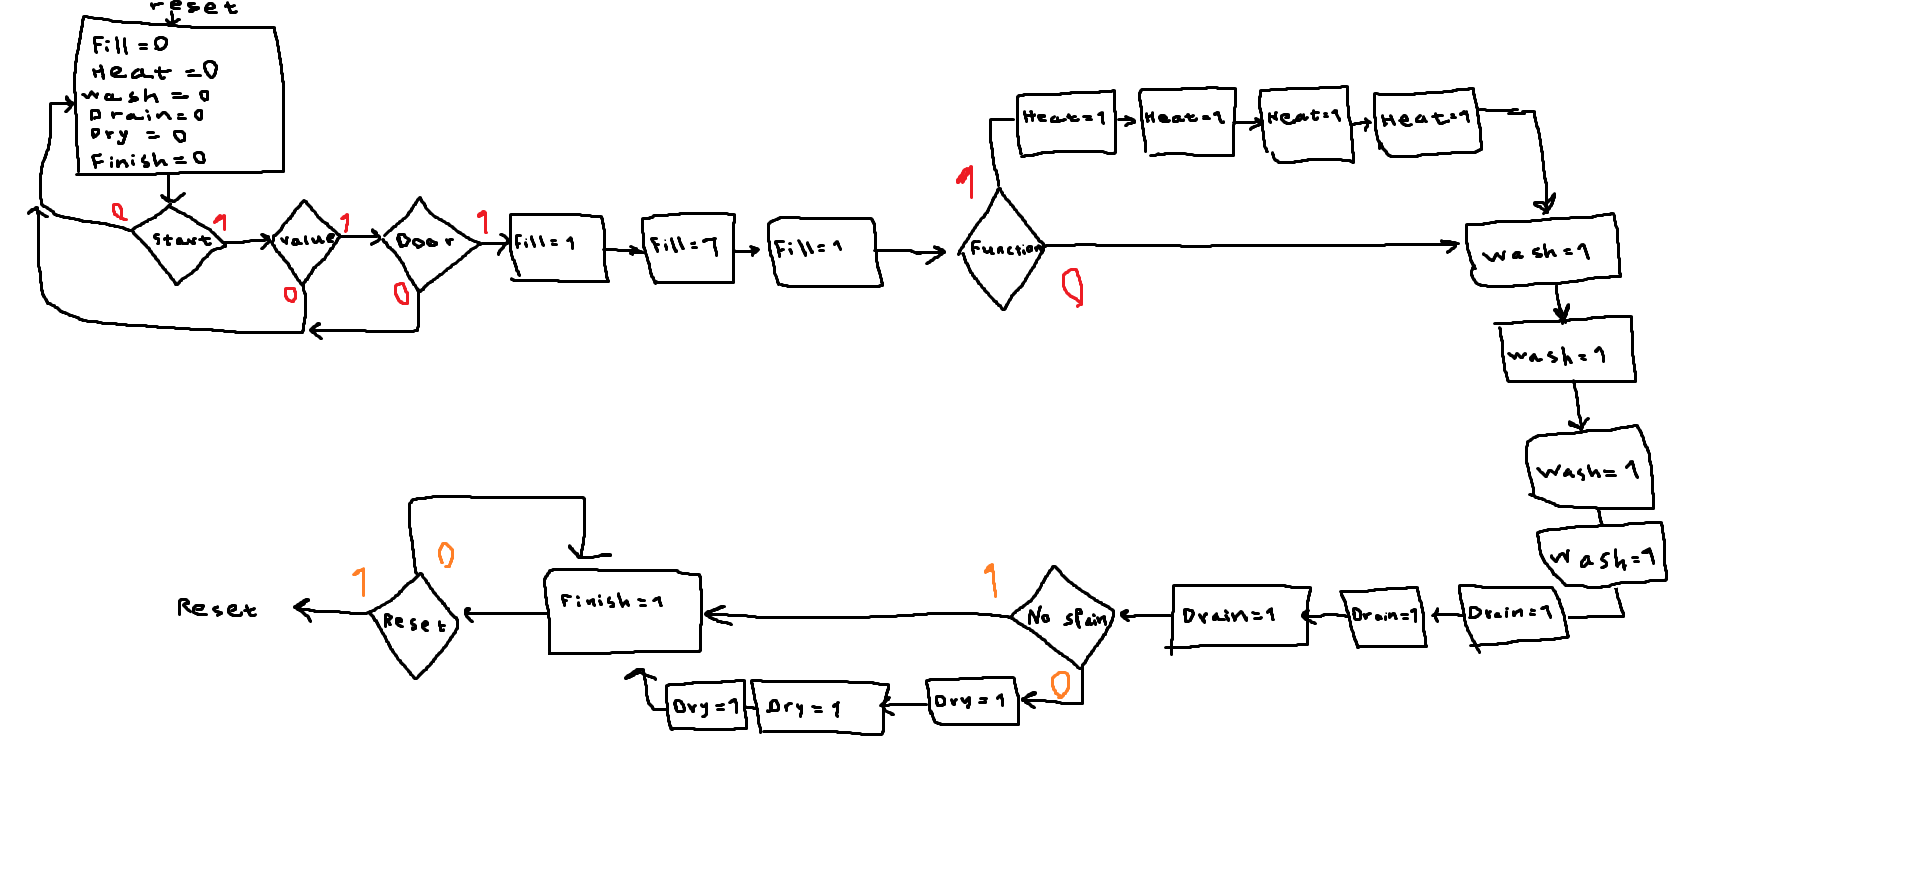 reset
Fill=0
Heat=0
wash=0
Drain=0
Dry=0
Finish=0
0
start
1
value
1
0
Door
1
0
Fill=1
Fill=1
Fill=1
Function
1
0
Heat=1
Heat=1
Heat=1
Heat=1
wash=1
wash=1
wash=1
wash=1
Drain=1
Drain=1
Drain=1
No spain
1
0
Dry=1
Dry=1
Dry=1
Finish=1
Reset
0
1
Reset